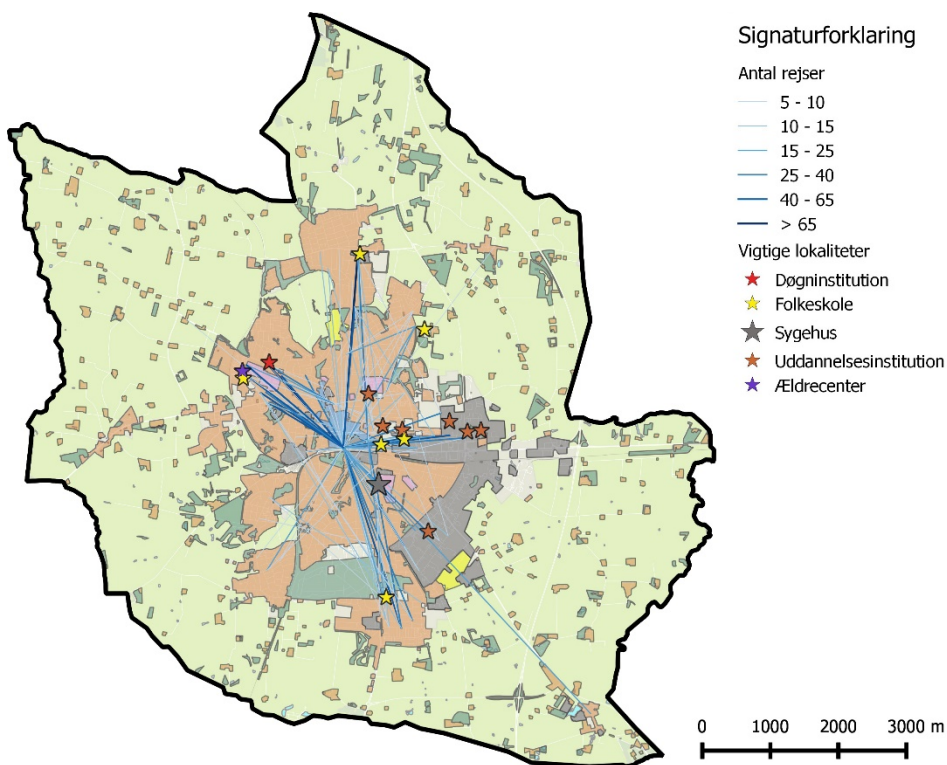 Signaturforklaring
Antal rejser
5 - 10
10 - 15
15 - 25
25 - 40
40 - 65
> 65
Vigtige lokaliteter
Døgninstitution
Folkeskole
Sygehus
Uddannelsesinstitution
Ældrecenter
0 1000 2000 3000 m